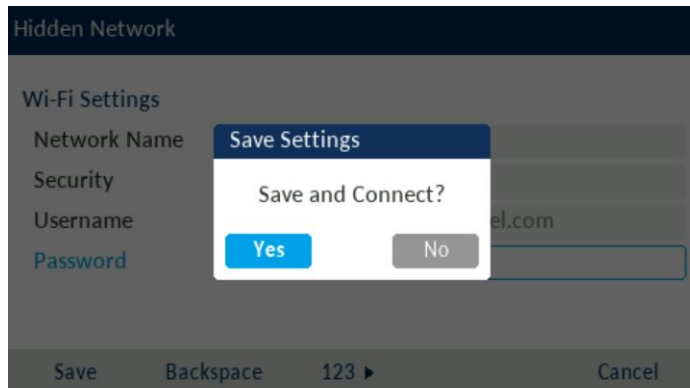 Hidden Network
Wi-Fi Settings
Network Name
Save Settings
Security
Save and Connect?
Username
el.com
Yes
No
Password
Save Backspace 123 ▶ Cancel